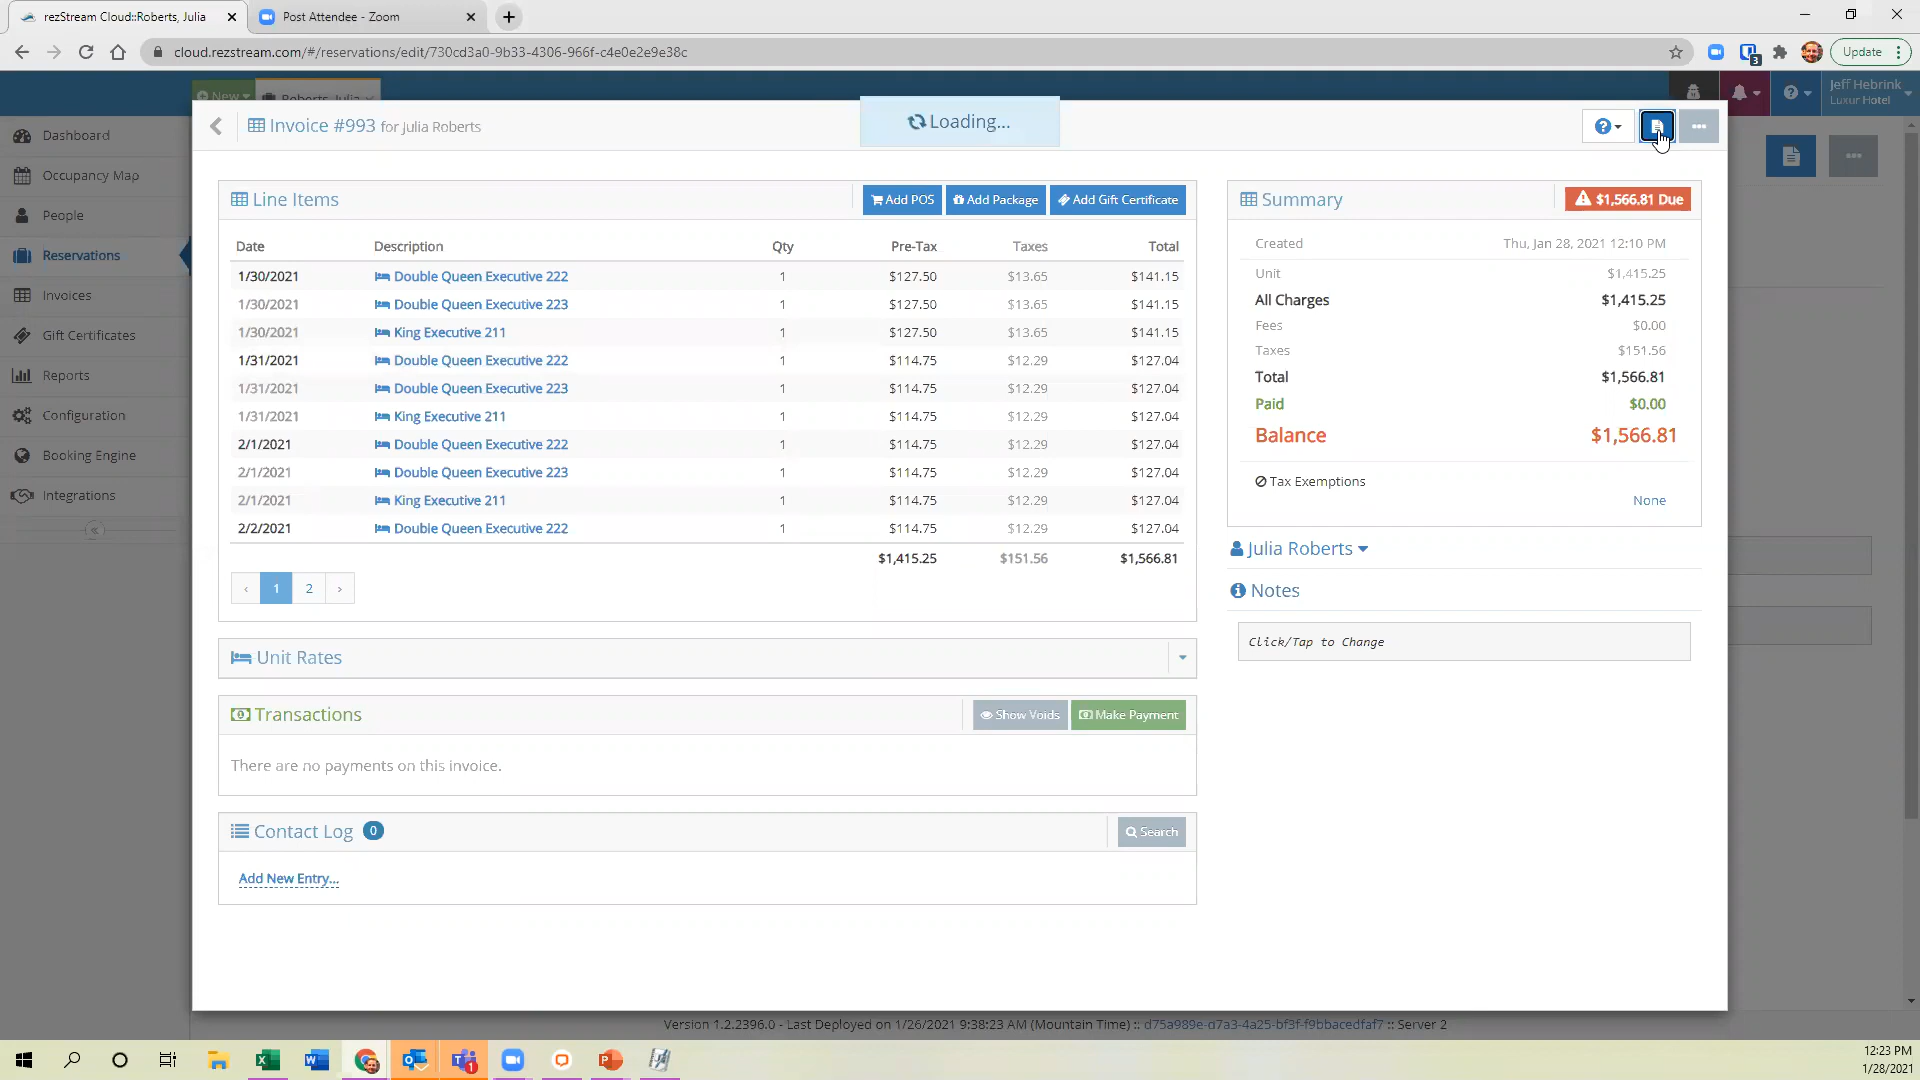 rezStream Cloud::Roberts, Julia
Post Attendee - Zoom
cloud.rezstream.com/#/reservations/edit/730cd3a0-9b33-4306-966f-c4e0e2e9e38c
3
Update
New
Roberts, Julia
Jeff Hebrink
Luxur Hotel
Dashboard
Occupancy Map
People
Reservations
Invoices
Gift Certificates
Reports
Configuration
Booking Engine
Integrations
Invoice #993 for Julia Roberts
Loading...
Line Items
Add POS
Add Package
Add Gift Certificate
Date Description Qty Pre-Tax Taxes Total
1/30/2021 Double Queen Executive 222 1 $127.50 $13.65 $141.15
1/30/2021 Double Queen Executive 223 1 $127.50 $13.65 $141.15
1/30/2021 King Executive 211 1 $127.50 $13.65 $141.15
1/31/2021 Double Queen Executive 222 1 $114.75 $12.29 $127.04
1/31/2021 Double Queen Executive 223 1 $114.75 $12.29 $127.04
1/31/2021 King Executive 211 1 $114.75 $12.29 $127.04
2/1/2021 Double Queen Executive 222 1 $114.75 $12.29 $127.04
2/1/2021 Double Queen Executive 223 1 $114.75 $12.29 $127.04
2/1/2021 King Executive 211 1 $114.75 $12.29 $127.04
2/2/2021 Double Queen Executive 222 1 $114.75 $12.29 $127.04
$1,415.25 $151.56 $1,566.81
‹ 1 2 ›
Unit Rates
Transactions
Show Voids
Make Payment
There are no payments on this invoice.
Contact Log 0
Search
Add New Entry...
Summary
$1,566.81 Due
Created Thu, Jan 28, 2021 12:10 PM
Unit $1,415.25
All Charges $1,415.25
Fees $0.00
Taxes $151.56
Total $1,566.81
Paid $0.00
Balance $1,566.81
Tax Exemptions
None
Julia Roberts
Notes
Click/Tap to Change
Version 1.2.2396.0 - Last Deployed on 1/26/2021 9:38:23 AM (Mountain Time) :: d75a989e-d7a3-4a25-bf3f-f9bbacedfaf7 :: Server 2
1
12:23 PM
1/28/2021